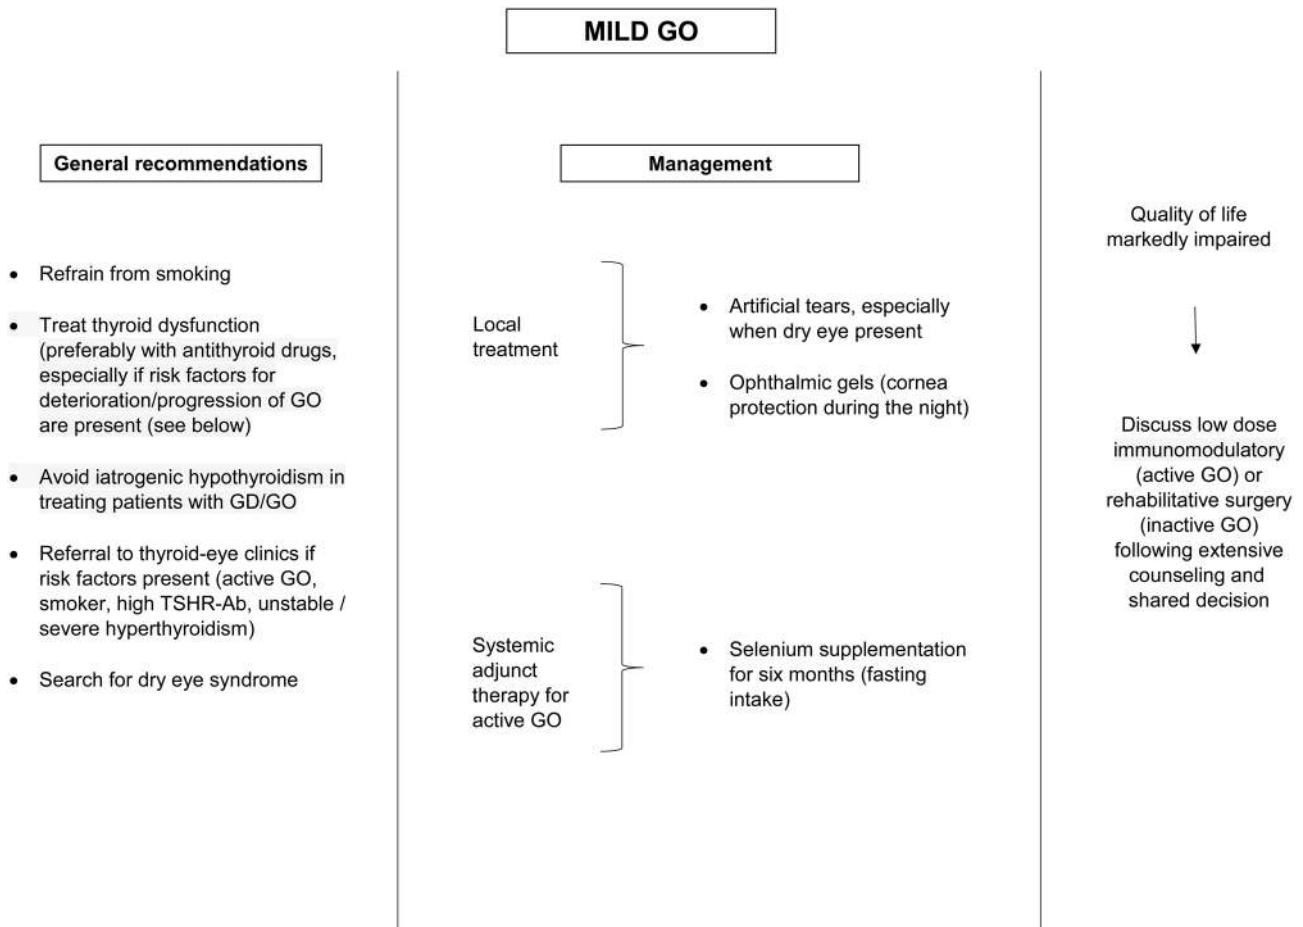 MILD GO
General recommendations
• Refrain from smoking
• Treat thyroid dysfunction
(preferably with antithyroid drugs,
especially if risk factors for
deterioration/progression of GO
are present (see below)
• Avoid iatrogenic hypothyroidism in
treating patients with GD/GO
• Referral to thyroid-eye clinics if
risk factors present (active GO,
smoker, high TSHR-Ab, unstable /
severe hyperthyroidism)
• Search for dry eye syndrome
Management
Local
treatment
• Artificial tears, especially
when dry eye present
• Ophthalmic gels (cornea
protection during the night)
Systemic
adjunct
therapy for
active GO
• Selenium supplementation
for six months (fasting
intake)
Quality of life
markedly impaired
Discuss low dose
immunomodulatory
(active GO) or
rehabilitative surgery
(inactive GO)
following extensive
counseling and
shared decision